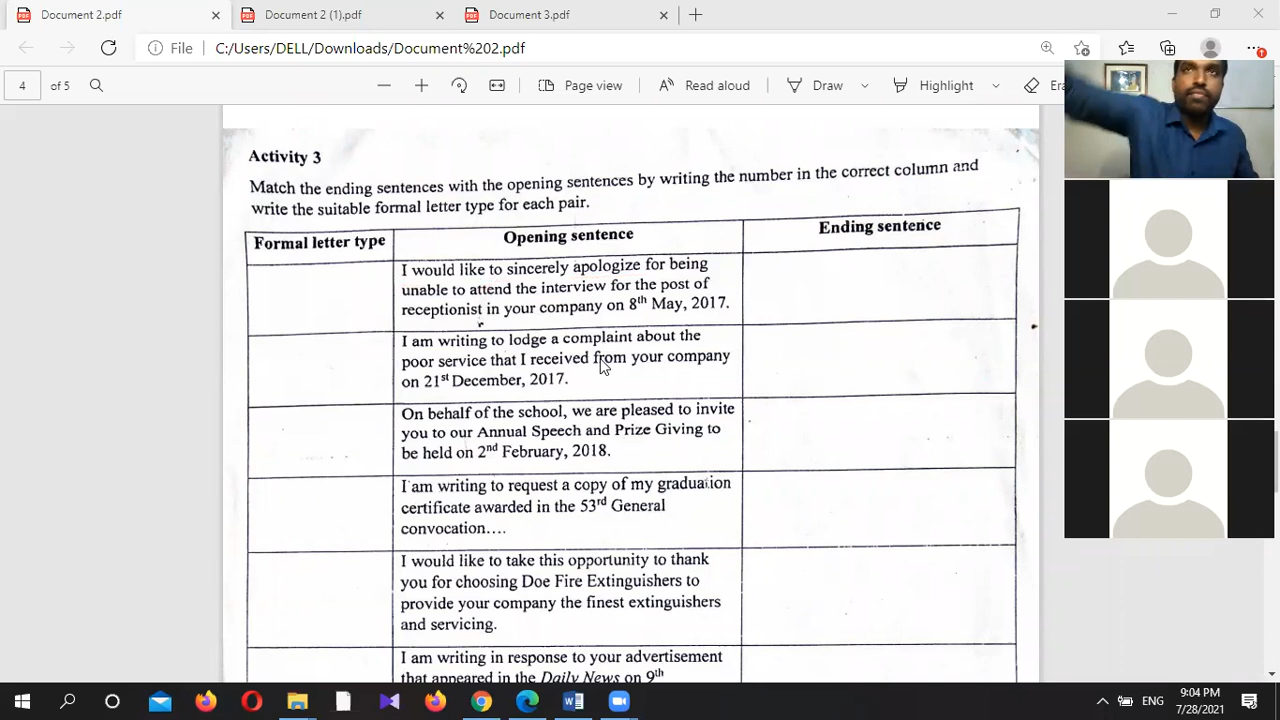 Document 2.pdf
Document 2 (1).pdf
Document 3.pdf
File
C:/Users/DELL/Downloads/Document%202.pdf
4 of 5
Page view
Read aloud
Draw
Highlight
Activity 3
Match the ending sentences with the opening sentences by writing the number in the correct column and
write the suitable formal letter type for each pair.
Formal letter type
Opening sentence
Ending sentence
I would like to sincerely apologize for being
unable to attend the interview for the post of
receptionist in your company on 8th May, 2017.
I am writing to lodge a complaint about the
poor service that I received from your company
on 21st December, 2017.
On behalf of the school, we are pleased to invite
you to our Annual Speech and Prize Giving to
be held on 2nd February, 2018.
I am writing to request a copy of my graduation
certificate awarded in the 53rd General
convocation....
I would like to take this opportunity to thank
you for choosing Doe Fire Extinguishers to
provide your company the finest extinguishers
and servicing.
I am writing in response to your advertisement
that appeared in the Daily News on 9th
ENG
9:04 PM
7/28/2021